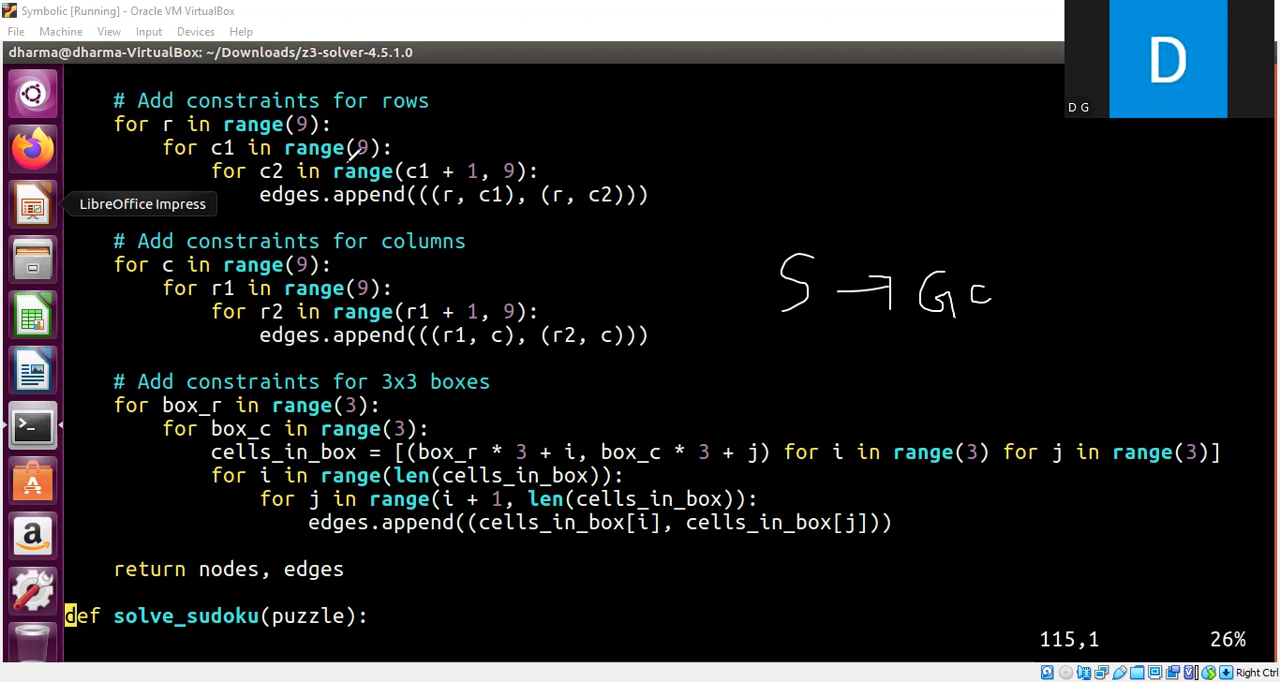 Symbolic [Running] - Oracle VM VirtualBox
File Machine View Input Devices Help
dharma@dharma-VirtualBox: ~/Downloads/z3-solver-4.5.1.0
D
D G
# Add constraints for rows
for r in range(9):
for c1 in range(9):
for c2 in range(c1 + 1, 9):
edges.append(((r, c1), (r, c2)))
LibreOffice Impress
# Add constraints for columns
for c in range(9):
for r1 in range(9):
for r2 in range(r1 + 1, 9):
edges.append(((r1, c), (r2, c)))
S → GC
# Add constraints for 3x3 boxes
for box_r in range(3):
for box_c in range(3):
cells_in_box = [(box_r * 3 + i, box_c * 3 + j) for i in range(3) for j in range(3)]
for i in range(len(cells_in_box)):
for j in range(i + 1, len(cells_in_box)):
edges.append((cells_in_box[i], cells_in_box[j]))
return nodes, edges
def solve_sudoku(puzzle):
115,1 26%
Right Ctrl